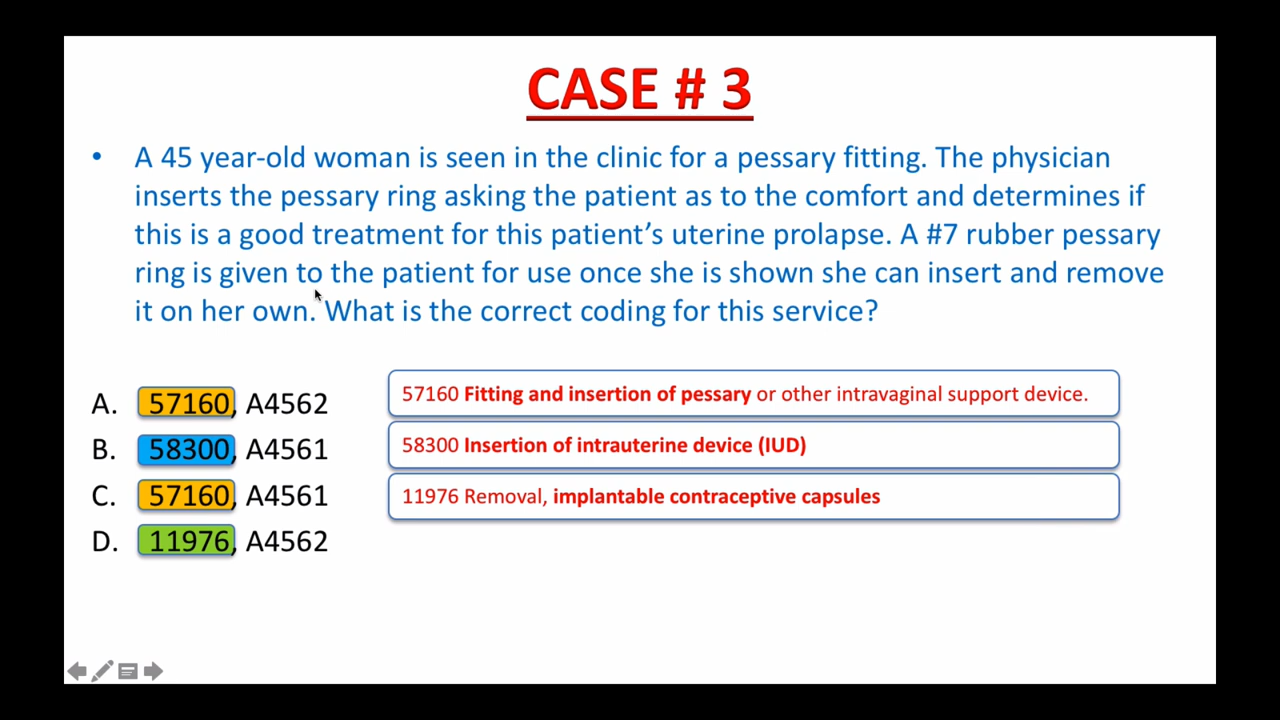 CASE # 3
• A 45 year-old woman is seen in the clinic for a pessary fitting. The physician
inserts the pessary ring asking the patient as to the comfort and determines if
this is a good treatment for this patient’s uterine prolapse. A #7 rubber pessary
ring is given to the patient for use once she is shown she can insert and remove
it on her own. What is the correct coding for this service?
A. 57160, A4562
B. 58300, A4561
C. 57160, A4561
D. 11976, A4562
57160 Fitting and insertion of pessary or other intravaginal support device.
58300 Insertion of intrauterine device (IUD)
11976 Removal, implantable contraceptive capsules